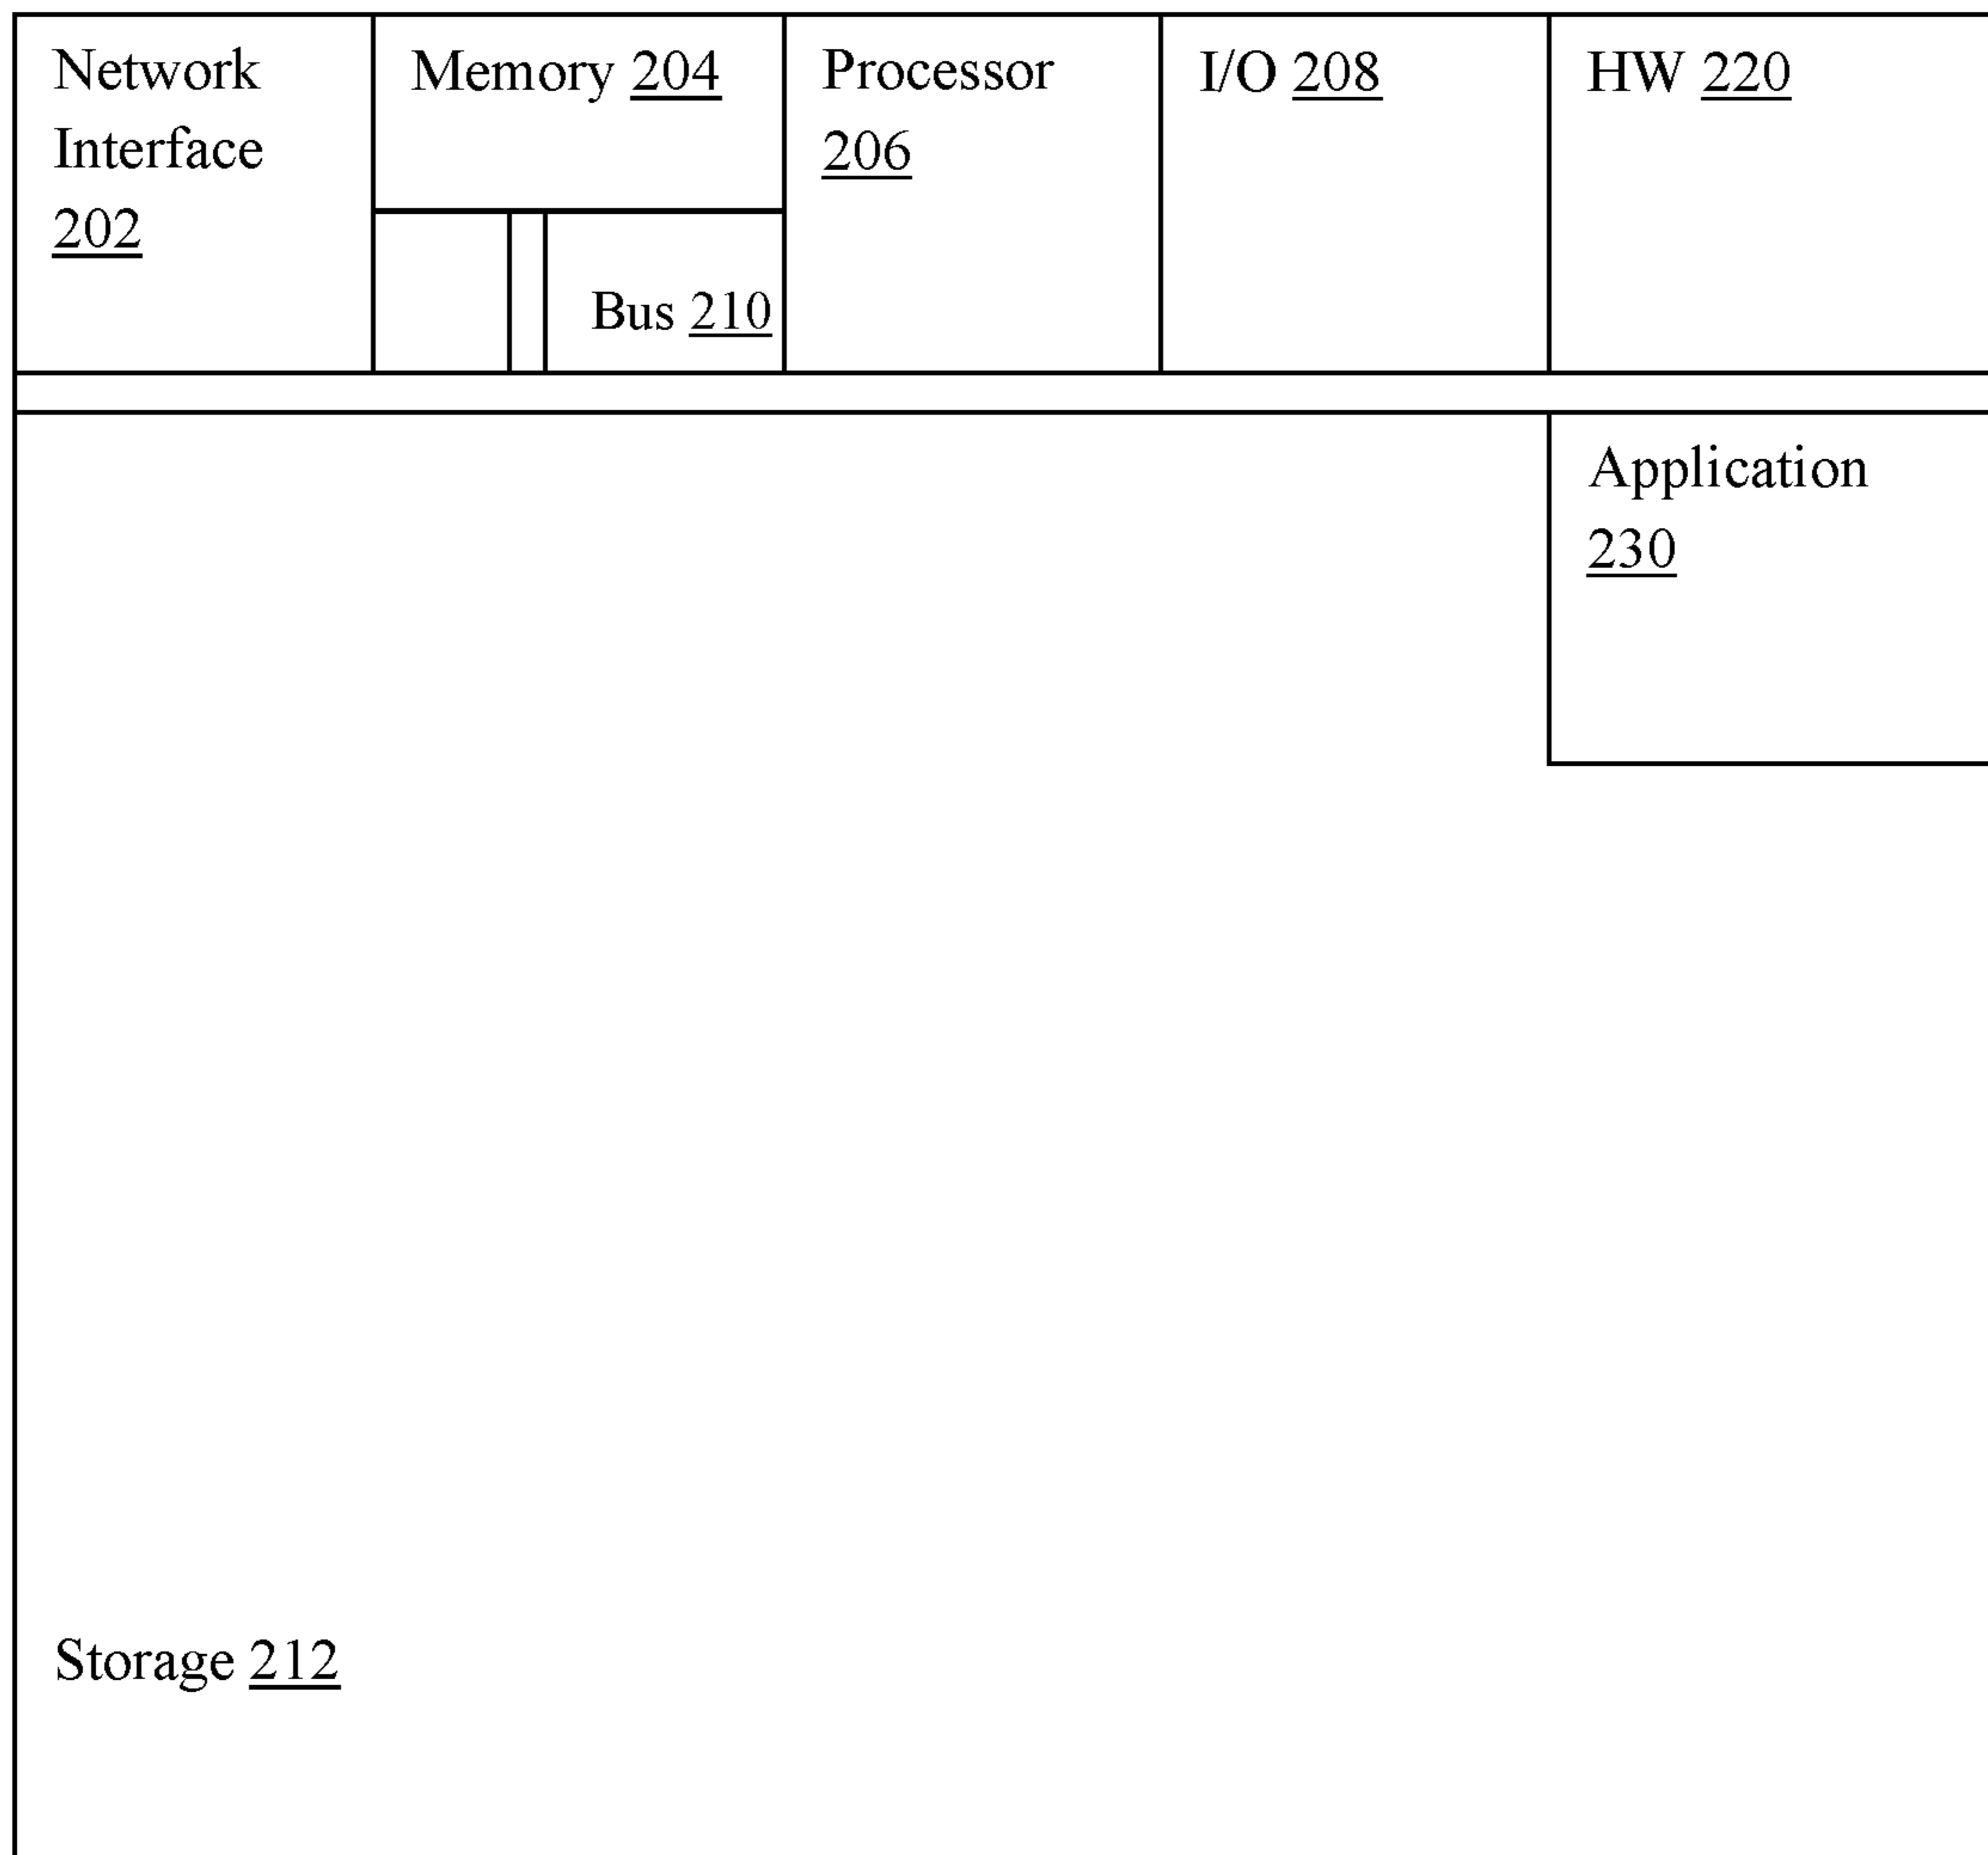 Network
Interface
202
Memory 204
Bus 210
Processor
206
I/O 208
HW 220
Application
230
Storage 212